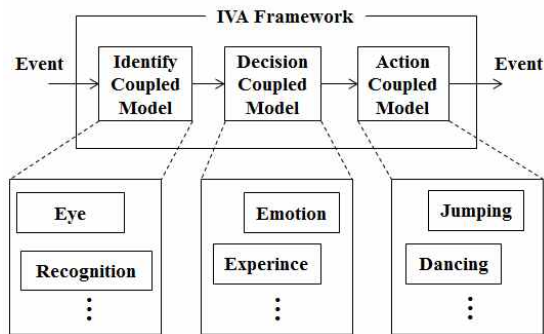 IVA Framework
Event
Identify
Coupled
Model
Decision
Coupled
Model
Action
Coupled
Model
Event
Eye
Recognition
Emotion
Experince
Jumping
Dancing